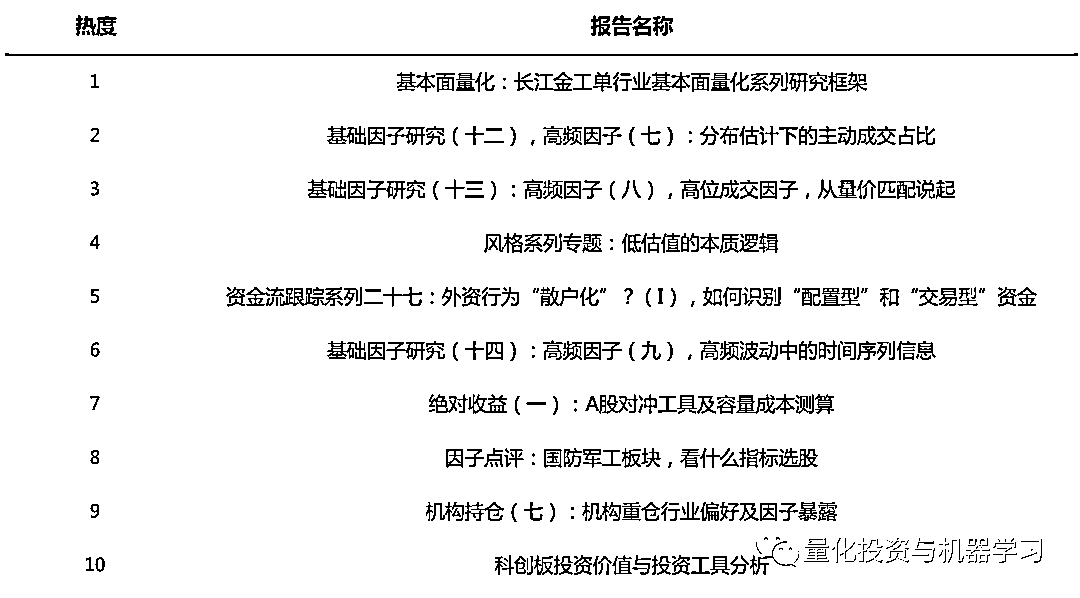 热度 报告名称
1 基本面量化：长江金工单行业基本面量化系列研究框架
2 基础因子研究（十二），高频因子（七）：分布估计下的主动成交占比
3 基础因子研究（十三）：高频因子（八），高位成交因子，从量价匹配说起
4 风格系列专题：低估值的本质逻辑
5 资金流跟踪系列二十七：外资行为“散户化”？（I），如何识别“配置型”和“交易型”资金
6 基础因子研究（十四）：高频因子（九），高频波动中的时间序列信息
7 绝对收益（一）：A股对冲工具及容量成本测算
8 因子点评：国防军工板块，看什么指标选股
9 机构持仓（七）：机构重仓行业偏好及因子暴露
10 科创板投资价值与投资工具分析
量化投资与机器学习